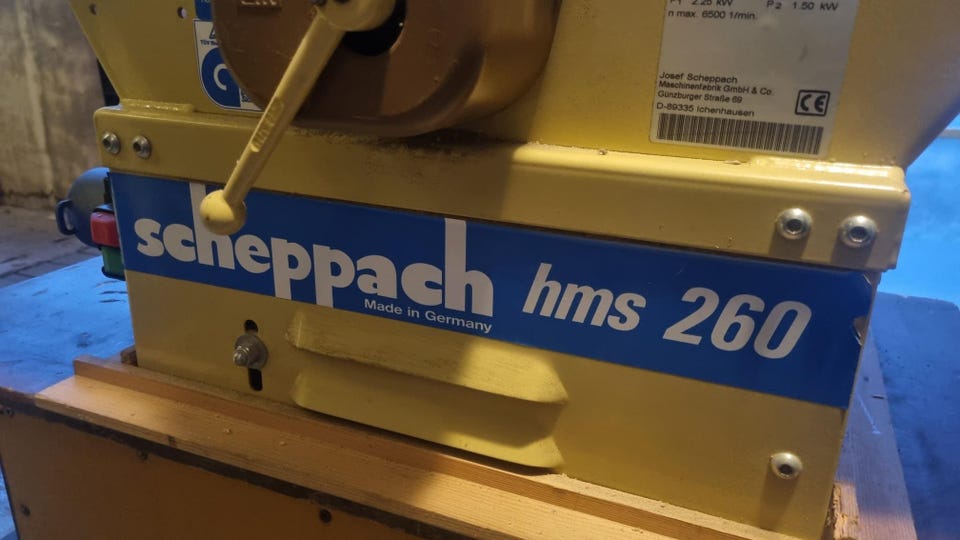 2.25 kW P2 1.50 kW
n max. 6500 1/min.
Josef Scheppach
Maschinenfabrik GmbH & Co.
Günzburger Straße 69
D-89335 Ichenhausen
CE
scheppach
Made in Germany
hms 260